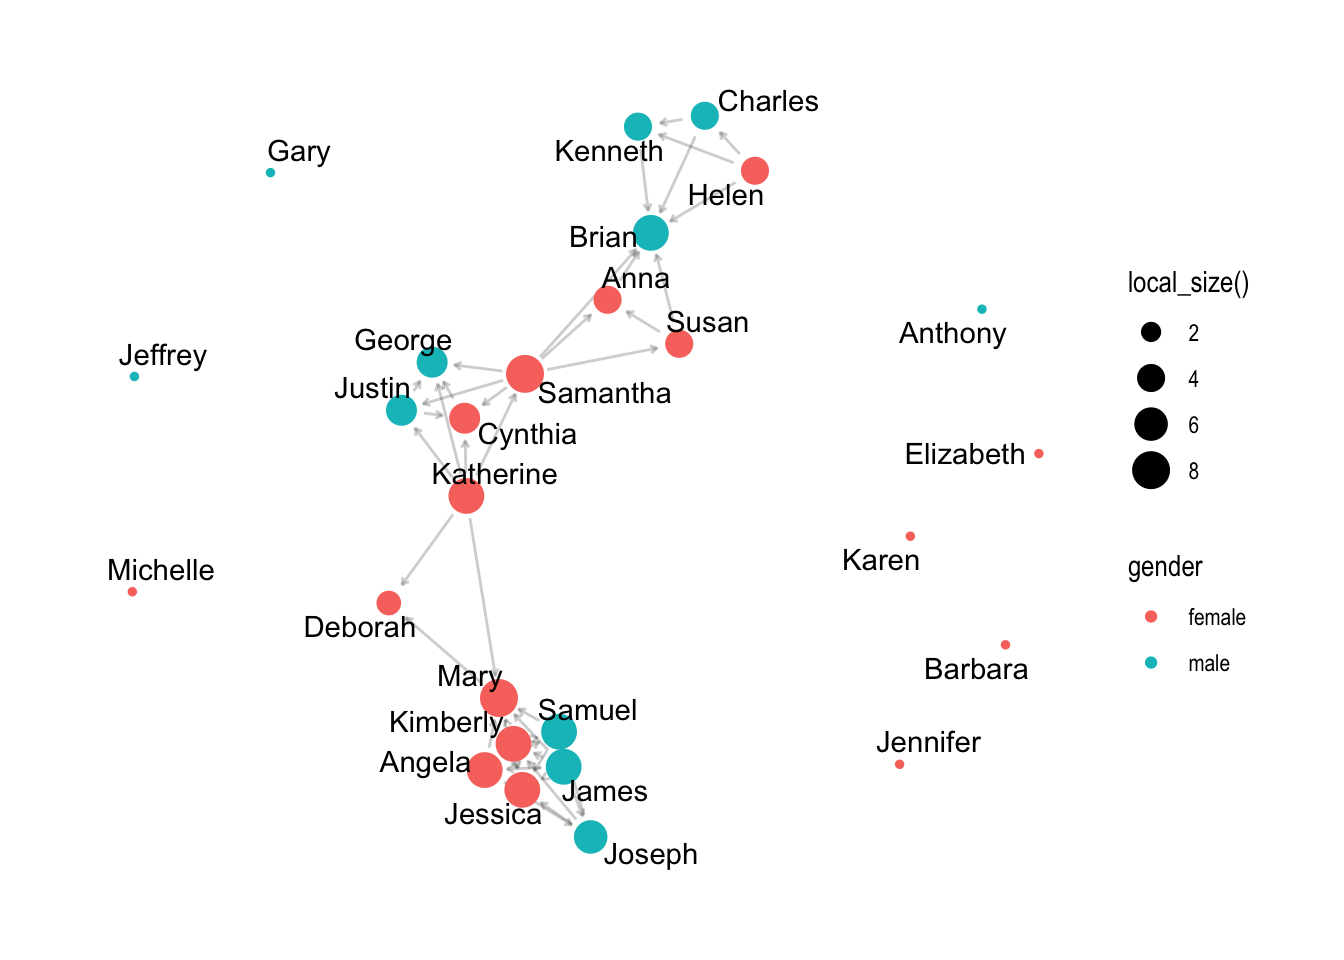 Charles
Gary
Kenneth
Helen
Brian
Anna
Susan
George
Jeffrey
Justin
Samantha
Cynthia
Katherine
Anthony
Elizabeth
Karen
Michelle
Deborah
Barbara
Mary
Samuel
Kimberly
Angela
James
Jessica
Joseph
Jennifer
local_size()
2
4
6
8
gender
female
male